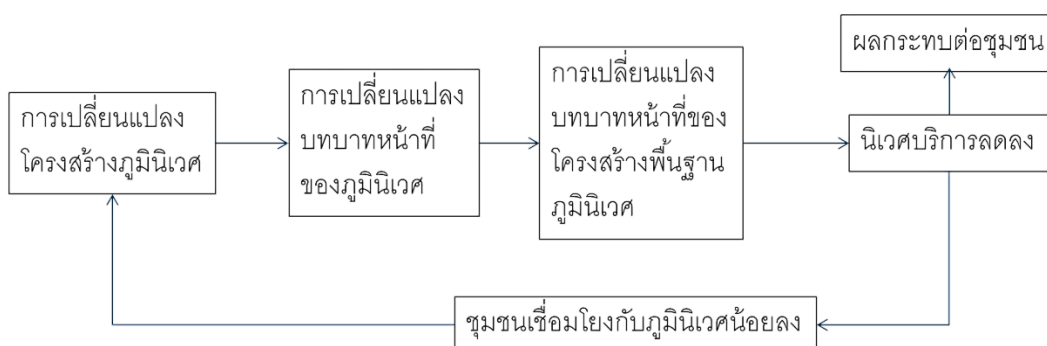 การเปลี่ยนแปลง
โครงสร้างภูมินิเวศ
การเปลี่ยนแปลง
บทบาทหน้าที่
ของภูมินิเวศ
การเปลี่ยนแปลง
บทบาทหน้าที่ของ
โครงสร้างพื้นฐาน
ภูมินิเวศ
ผลกระทบต่อชุมชน
นิเวศบริการลดลง
ชุมชนเชื่อมโยงกับภูมินิเวศน้อยลง